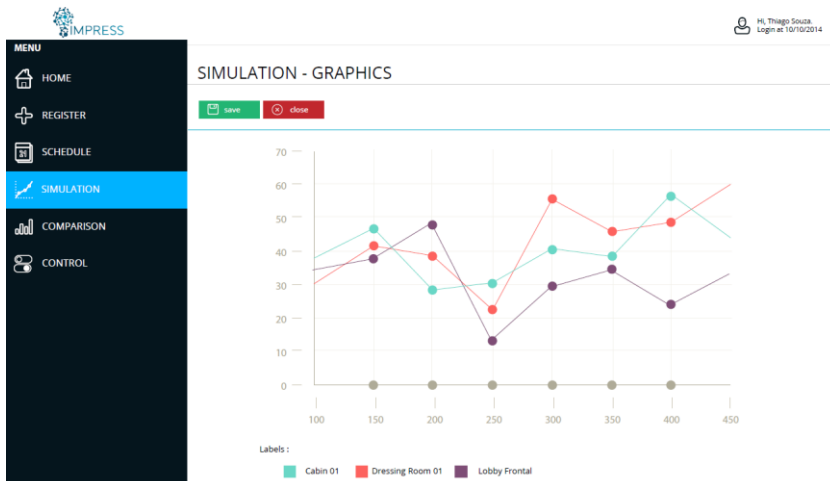 IMPRESS
Hi, Thiago Souza.
Login at 10/10/2014
MENU
HOME
REGISTER
31
SCHEDULE
SIMULATION
COMPARISON
CONTROL
SIMULATION - GRAPHICS
save
close
70
60
50
40
30
20
10
0
100 150 200 250 300 350 400 450
Labels :
Cabin 01 Dressing Room 01 Lobby Frontal